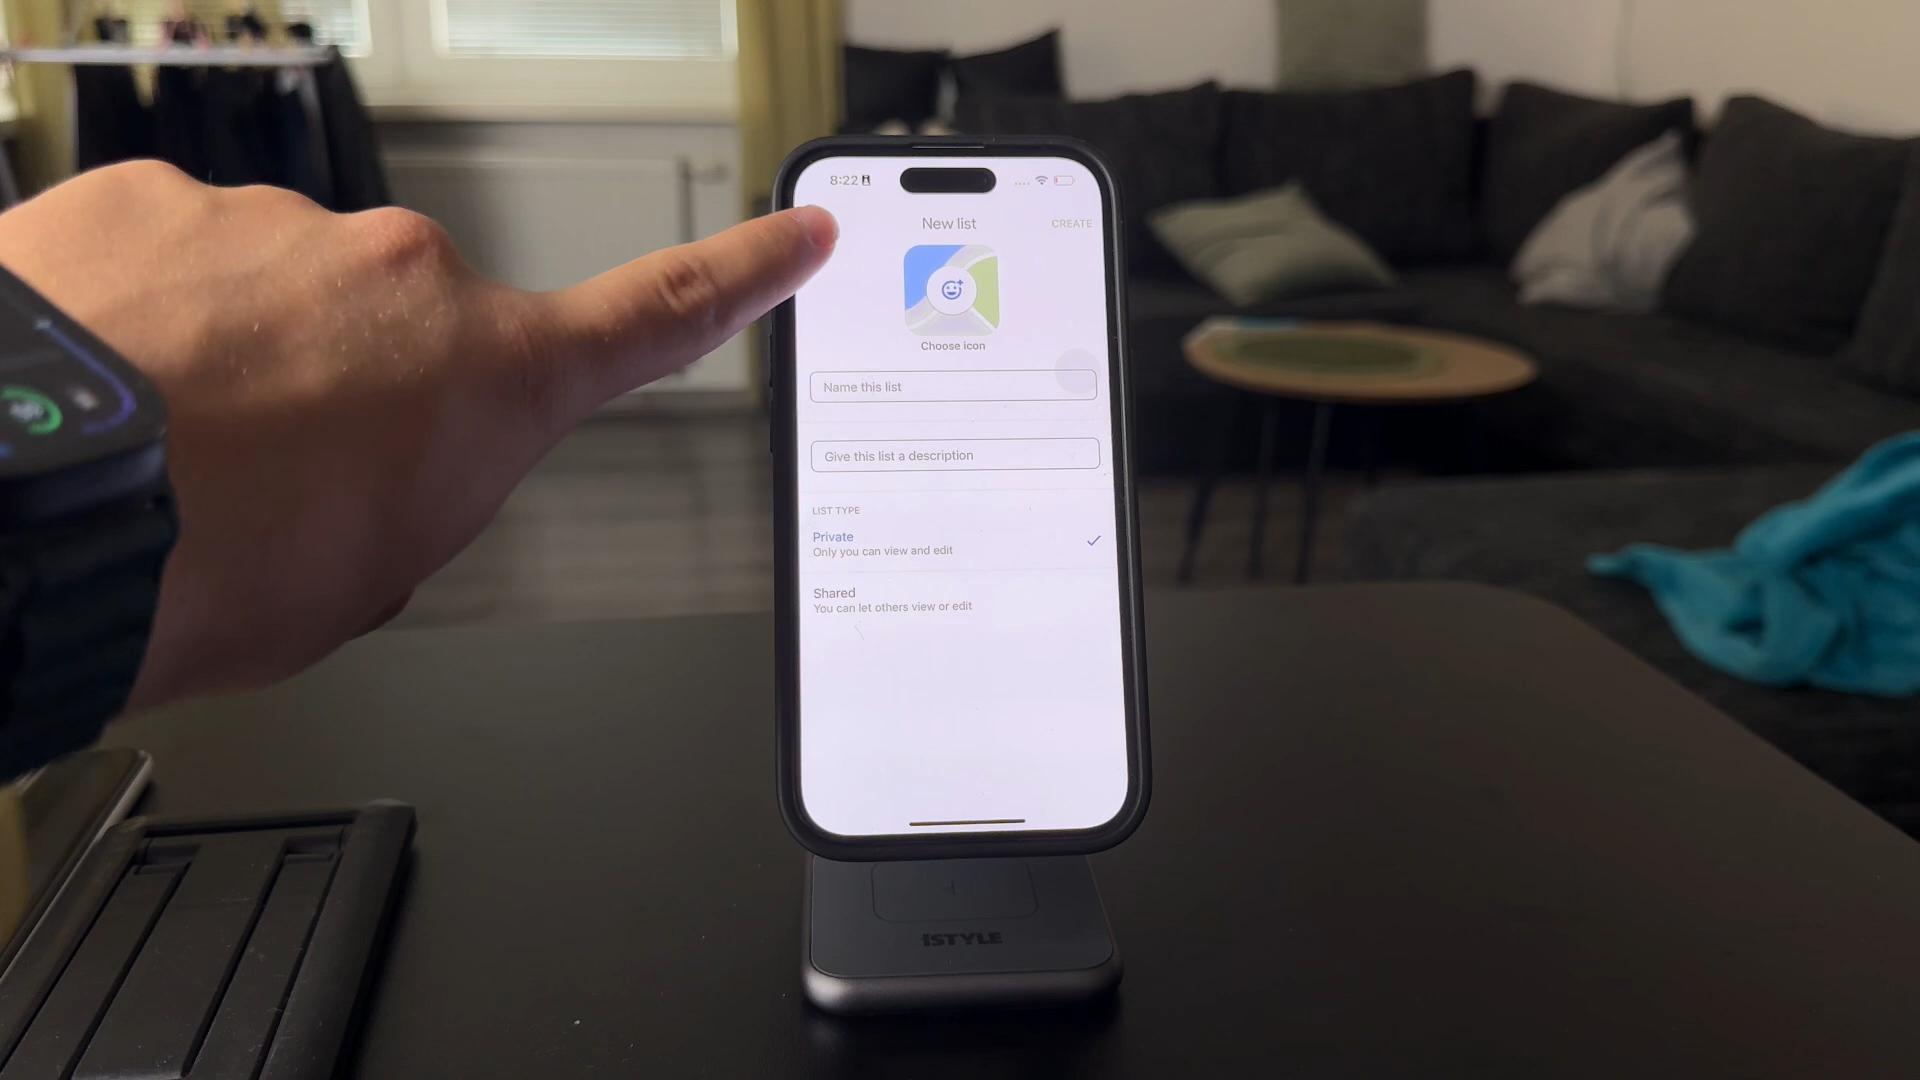 8:22
New list
CREATE
Choose icon
Name this list
Give this list a description
LIST TYPE
Private
Only you can view and edit
Shared
You can let others view or edit
ISTYLE